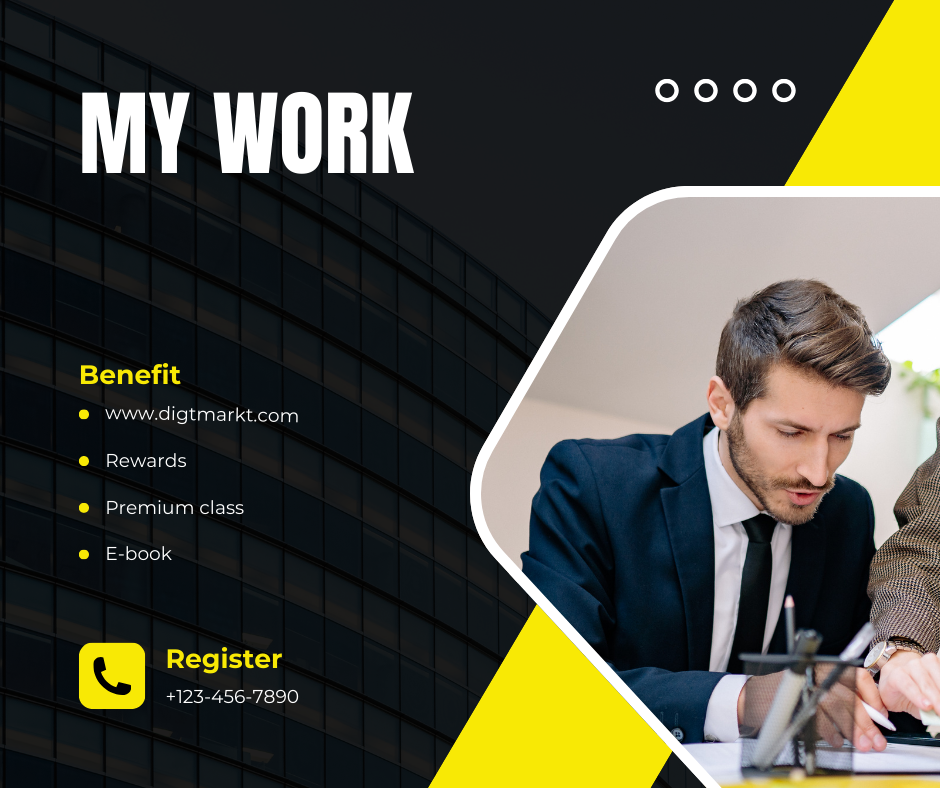 MY WORK
Benefit
www.digtmarkt.com
Rewards
Premium class
E-book
Register
+123-456-7890